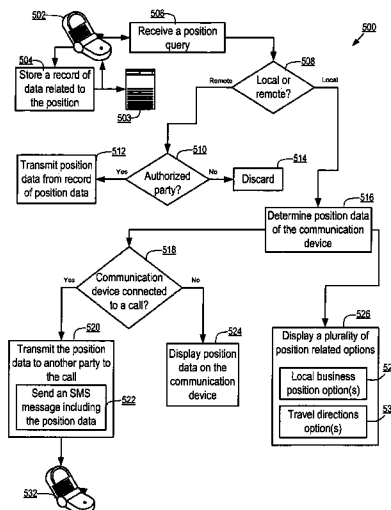 500
502
506
Receive a position
query
504
Store a record of
data related to
the position
503
508
Local or
remote?
Remote
Local
510
Authorized
party?
Yes
No
512
Transmit position
data from record
of position data
514
Discard
516
Determine position data
of the communication
device
518
Communication
device connected
to a call?
Yes
No
520
Transmit the position
data to another party to
the call
Send an SMS
message including
the position data
522
524
Display position
data on the
communication
device
526
Display a plurality of
position related options
Local business
position option(s)
Travel directions
option(s)
532